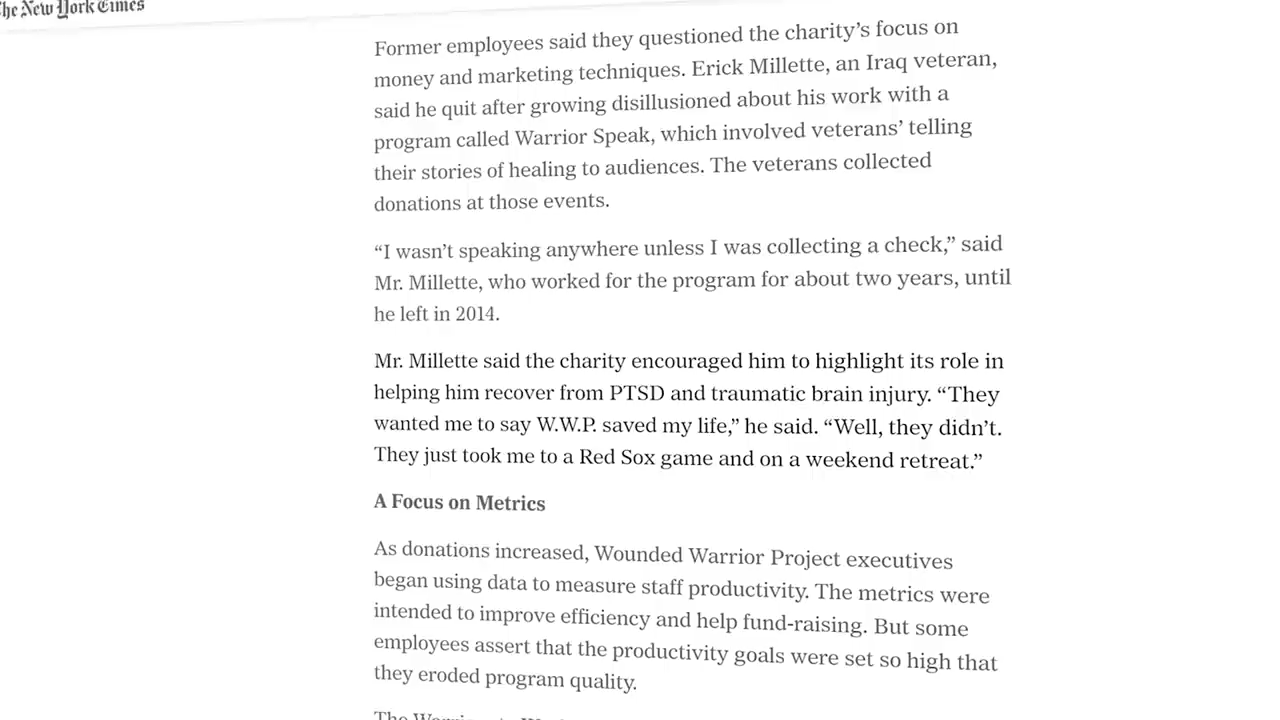 The New York Times
Former employees said they questioned the charity’s focus on
money and marketing techniques. Erick Millette, an Iraq veteran,
said he quit after growing disillusioned about his work with a
program called Warrior Speak, which involved veterans’ telling
their stories of healing to audiences. The veterans collected
donations at those events.
“I wasn’t speaking anywhere unless I was collecting a check,” said
Mr. Millette, who worked for the program for about two years, until
he left in 2014.
Mr. Millette said the charity encouraged him to highlight its role in
helping him recover from PTSD and traumatic brain injury. “They
wanted me to say W.W.P. saved my life,” he said. “Well, they didn’t.
They just took me to a Red Sox game and on a weekend retreat.”
A Focus on Metrics
As donations increased, Wounded Warrior Project executives
began using data to measure staff productivity. The metrics were
intended to improve efficiency and help fund-raising. But some
employees assert that the productivity goals were set so high that
they eroded program quality.
The